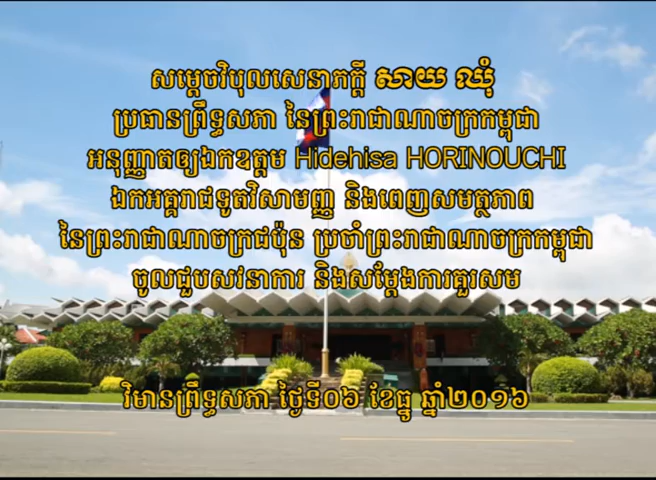 សម្តេចវិបុលសេនាភក្តី សាយ ឈុំ
ប្រធានព្រឹទ្ធសភា នៃព្រះរាជាណាចក្រកម្ពុជា
អនុញ្ញាតឲ្យឯកឧត្តម Hidehisa HORINOUCHI
ឯកអគ្គរាជទូតវិសាមញ្ញ និងពេញសមត្ថភាព
នៃព្រះរាជាណាចក្រជប៉ុន ប្រចាំព្រះរាជាណាចក្រកម្ពុជា
ចូលជួបសវនាការ និងសម្តែងការគួរសម
វិមានព្រឹទ្ធសភា ថ្ងៃទី០៦ ខែធ្នូ ឆ្នាំ២០១៦